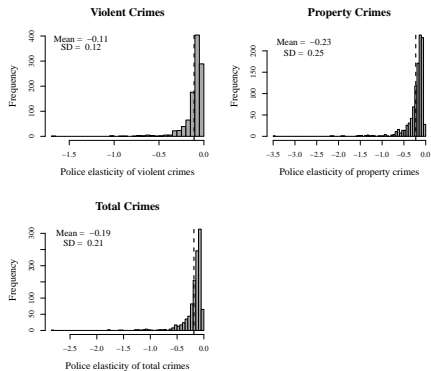 Violent Crimes
Mean = −0.11
SD = 0.12
Frequency
0 100 200 300 400
−1.5 −1.0 −0.5 0.0
Police elasticity of violent crimes
Property Crimes
Mean = −0.23
SD = 0.25
Frequency
0 50 100 150 200
−3.5 −3.0 −2.5 −2.0 −1.5 −1.0 −0.5 0.0
Police elasticity of property crimes
Total Crimes
Mean = −0.19
SD = 0.21
Frequency
0 50 100 200 300
−2.5 −2.0 −1.5 −1.0 −0.5 0.0
Police elasticity of total crimes